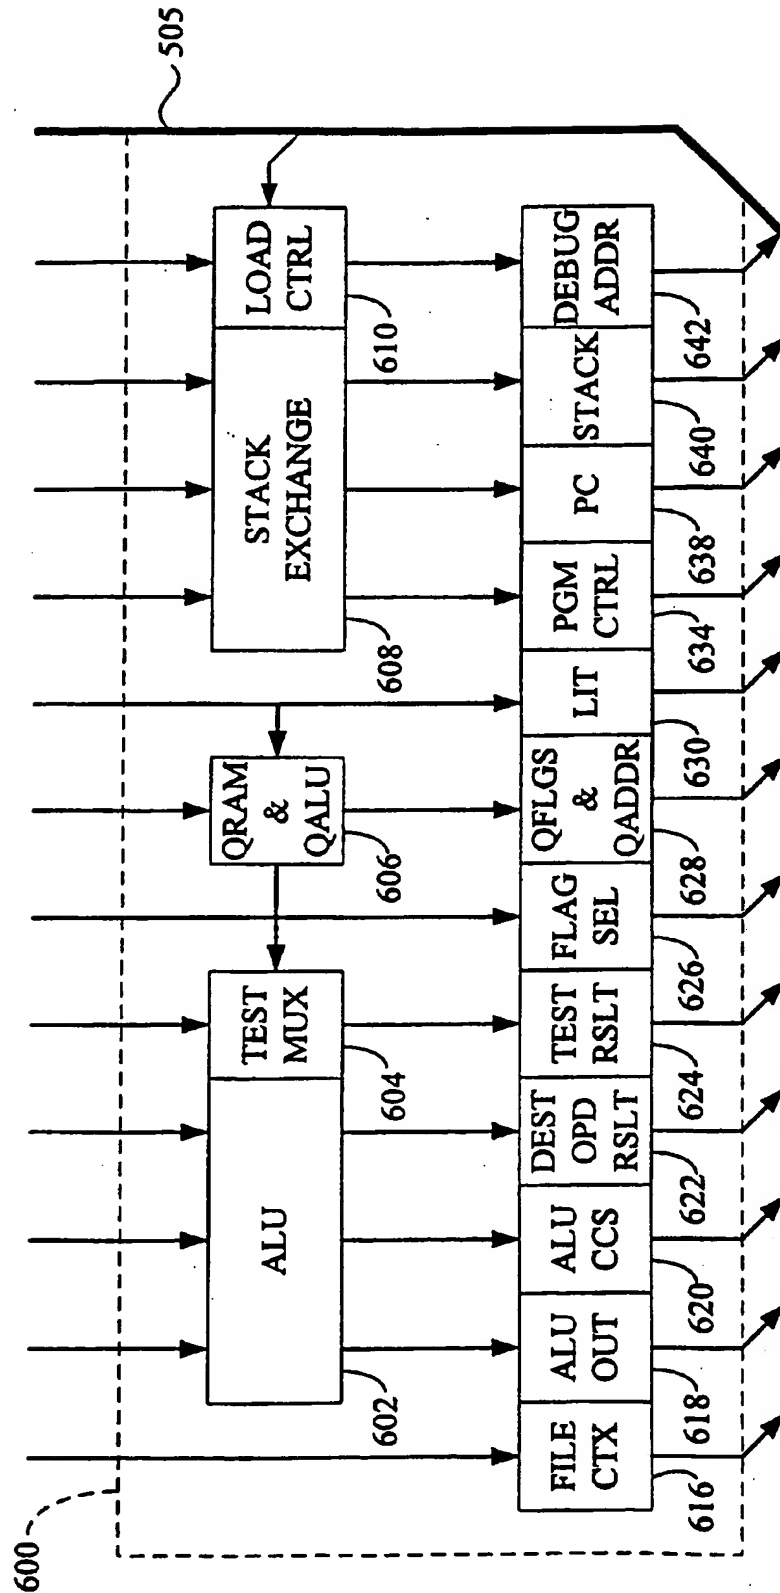 600
505
ALU
602
TEST
MUX
604
QRAM
&
QALU
606
STACK
EXCHANGE
608
LOAD
CTRL
610
FILE
CTX
616
ALU
OUT
618
ALU
CCS
620
DEST
OPD
RSLT
622
TEST
RSLT
624
FLAG
SEL
626
QFLGS
&
QADDR
628
LIT
630
PGM
CTRL
634
PC
638
STACK
640
DEBUG
ADDR
642